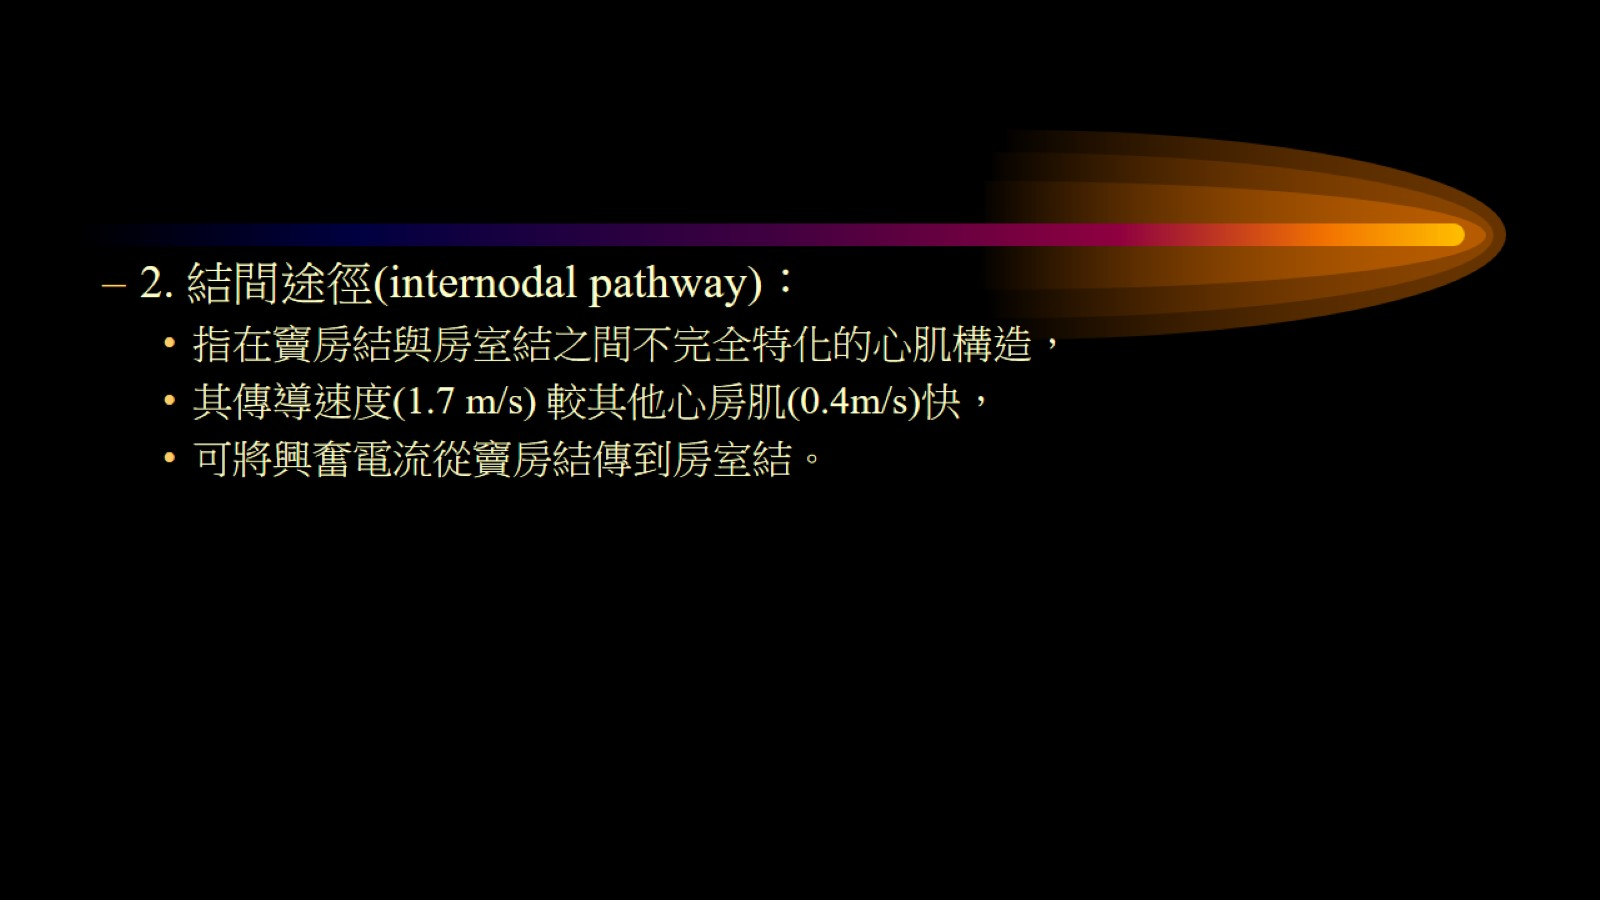 – 2. 結間途徑(internodal pathway)：
• 指在竇房結與房室結之間不完全特化的心肌構造，
• 其傳導速度(1.7 m/s) 較其他心房肌(0.4m/s)快，
• 可將興奮電流從竇房結傳到房室結。